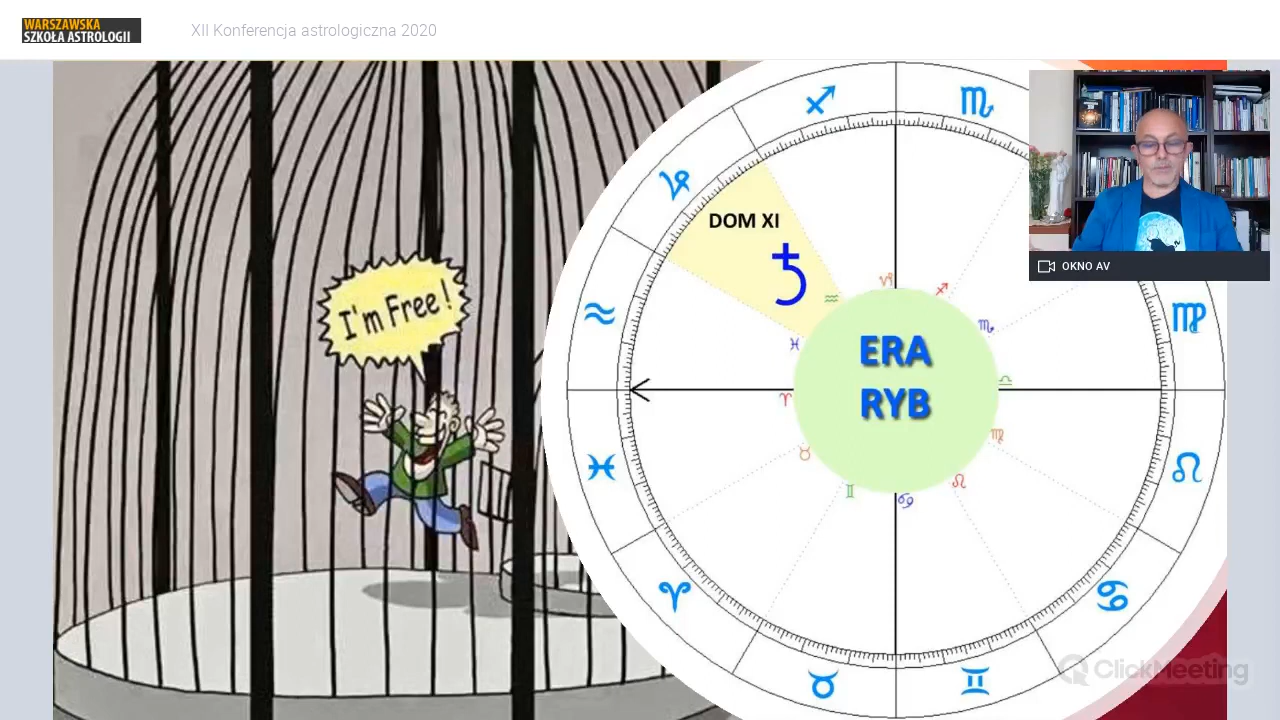 WARSZAWSKA
SZKOŁA ASTROLOGII
XII Konferencja astrologiczna 2020
I'm Free!
DOM XI
ERA
RYB
OKNO AV
ClickMeeting